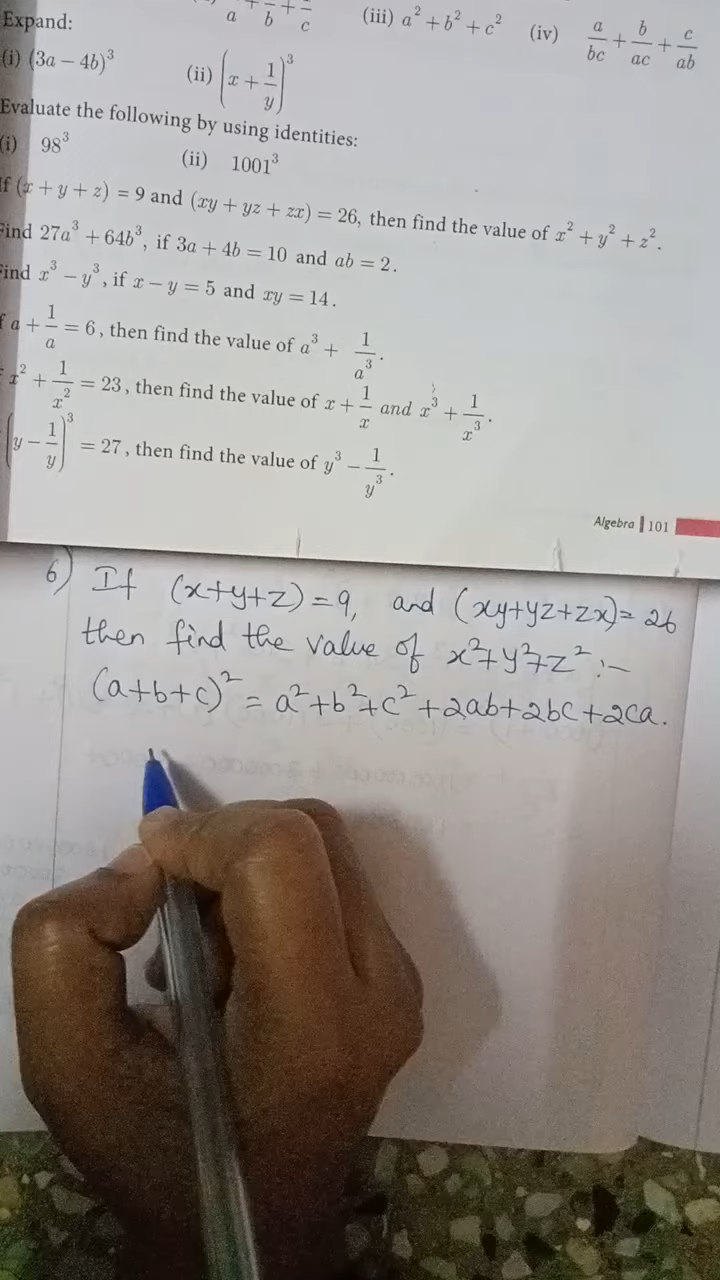 a + b + c
(iii) a² + b² + c² (iv) a/bc + b/ac + c/ab
Expand:
(i) (3a − 4b)³ (ii) (x + 1/y)³
Evaluate the following by using identities:
(i) 98³ (ii) 1001³
If (x + y + z) = 9 and (xy + yz + zx) = 26, then find the value of x² + y² + z².
Find 27a³ + 64b³, if 3a + 4b = 10 and ab = 2.
Find x³ − y³, if x − y = 5 and xy = 14.
a + 1/a = 6, then find the value of a³ + 1/a³.
x² + 1/x² = 23, then find the value of x + 1/x and x³ + 1/x³.
(y − 1/y)³ = 27, then find the value of y³ − 1/y³.
Algebra | 101
6) If (x+y+z)=9, and (xy+yz+zx)=26
then find the value of x²+y²+z² :-
(a+b+c)² = a²+b²+c²+2ab+2bc+2ca.